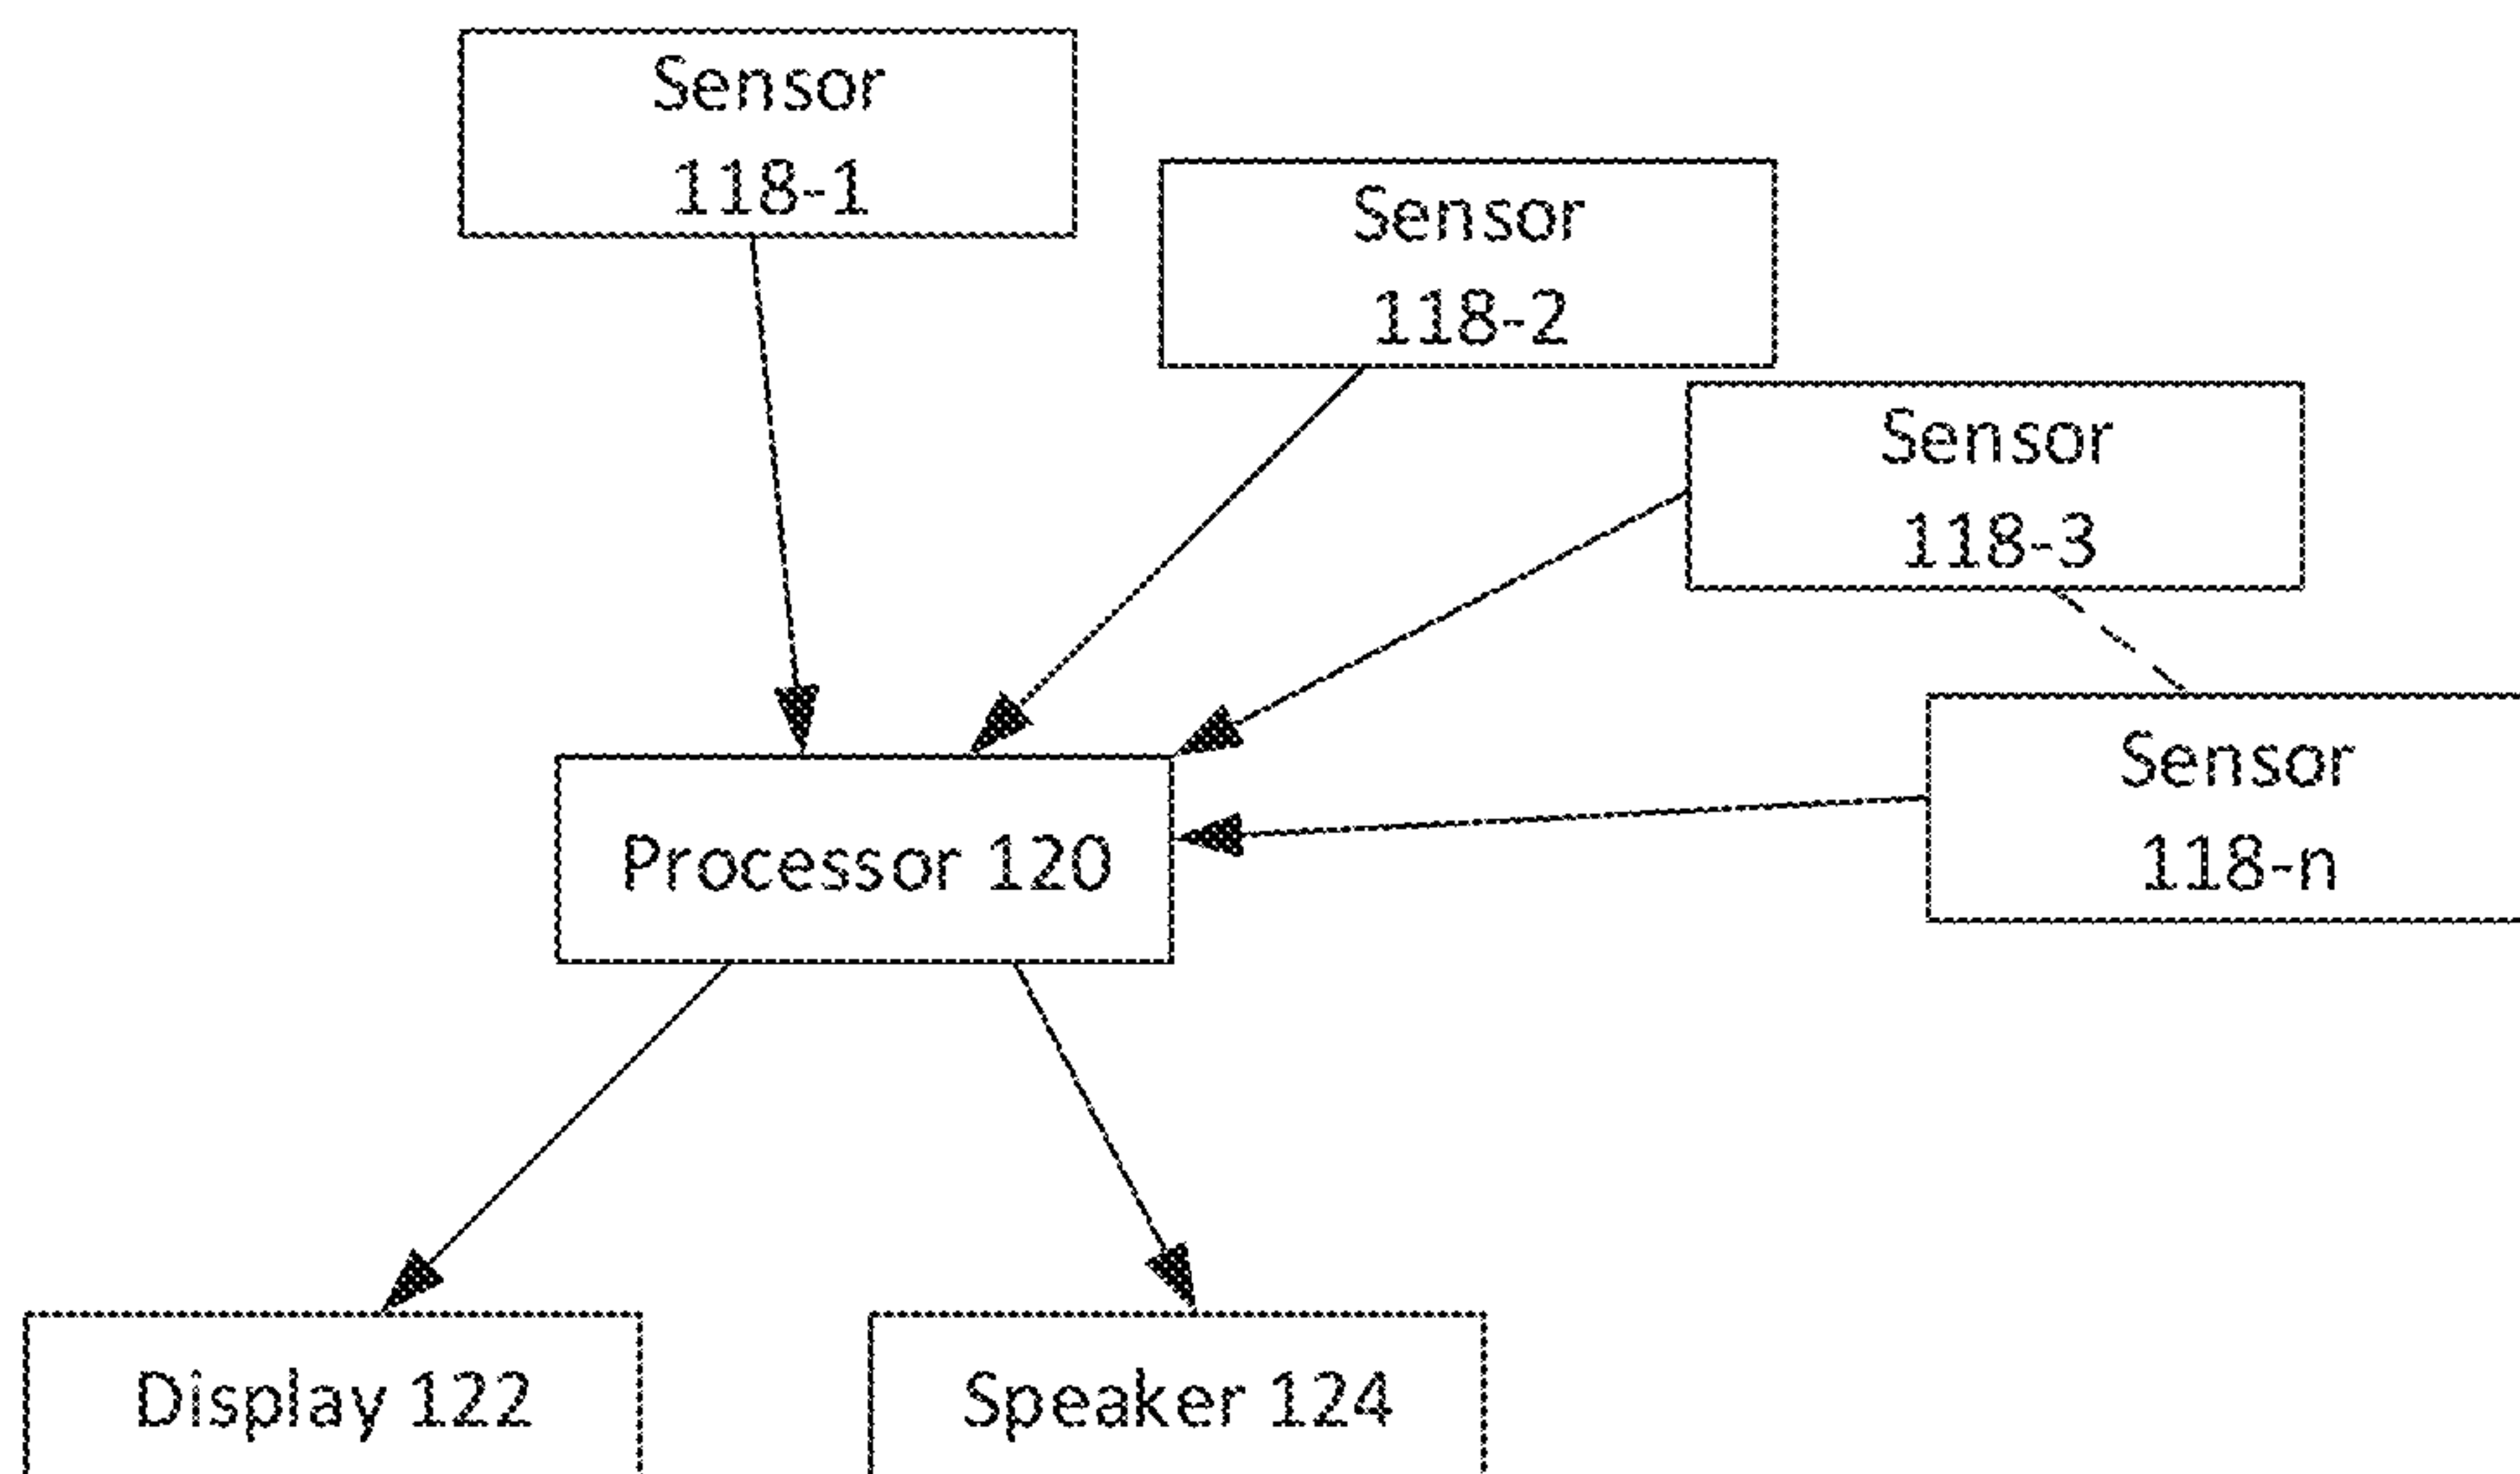 Sensor
118-1
Sensor
118-2
Sensor
118-3
Sensor
118-n
Processor 120
Display 122
Speaker 124